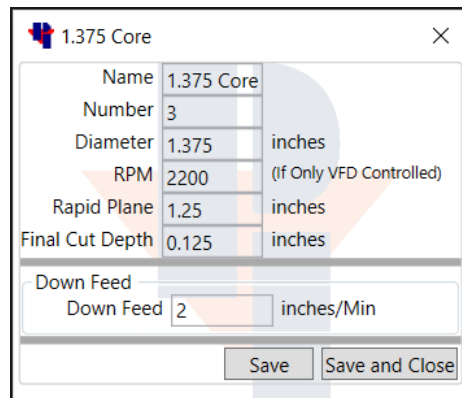 1.375 Core
Name 1.375 Core
Number 3
Diameter 1.375 inches
RPM 2200 (If Only VFD Controlled)
Rapid Plane 1.25 inches
Final Cut Depth 0.125 inches
Down Feed
Down Feed 2 inches/Min
Save Save and Close